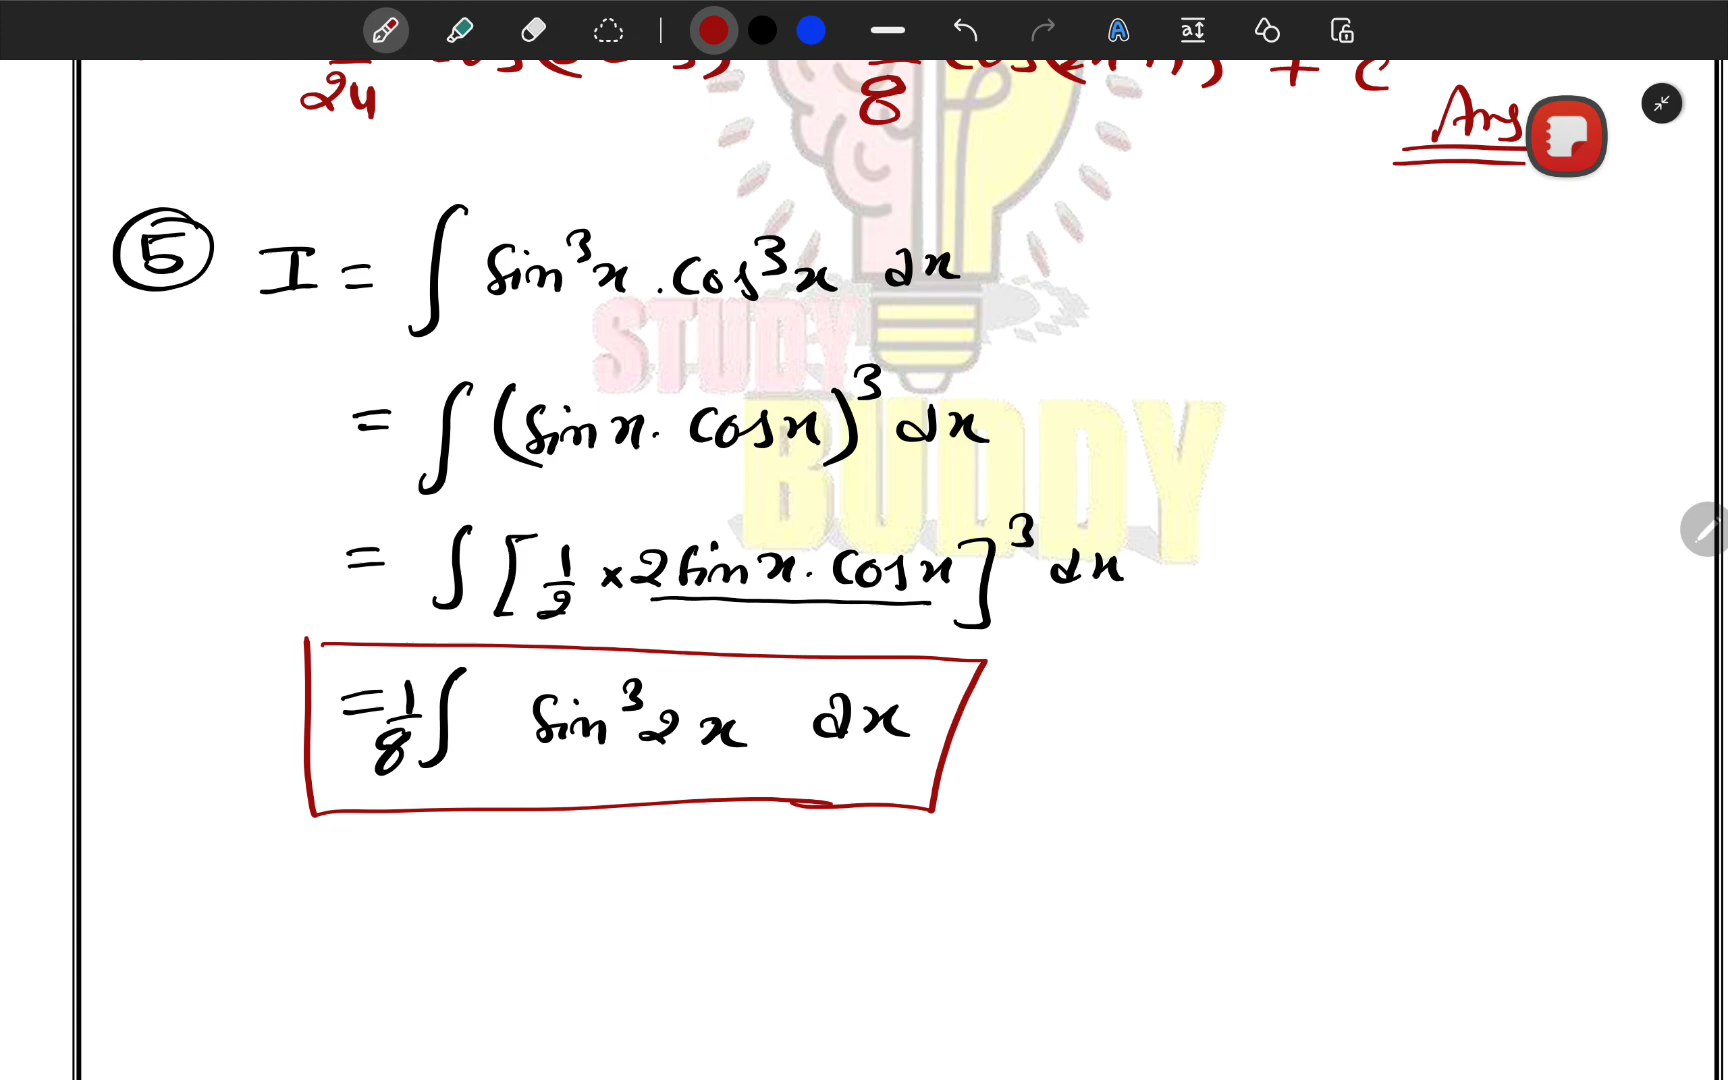 24 8 + C
Ans
5 I = ∫ sin³x . cos³x dx
STUDY
= ∫ (sin x . cos x)³ dx
BUDDY
= ∫ [1/2 × 2 sin x . cos x]³ dx
= 1/8 ∫ sin³2x dx